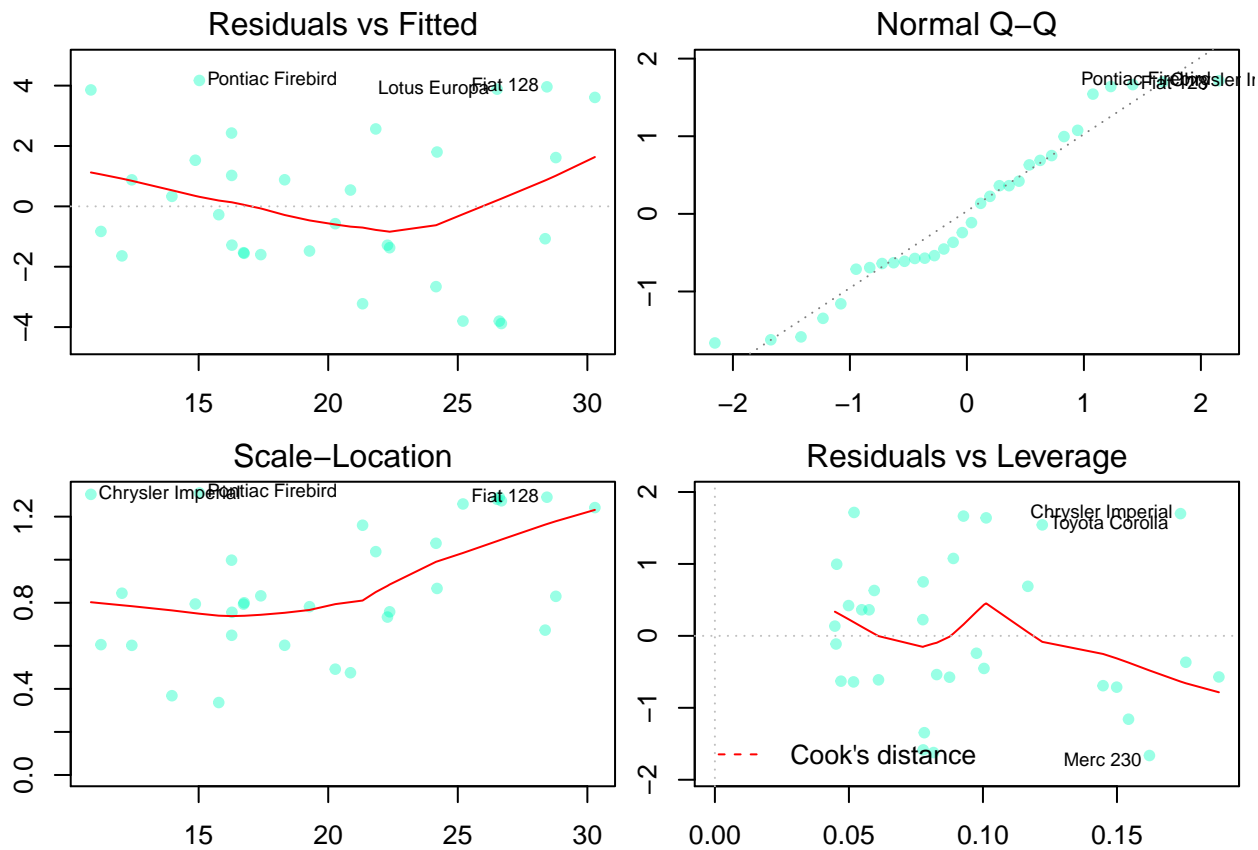 Residuals vs Fitted
4
2
0
−2
−4
Pontiac Firebird
Lotus Europa
Fiat 128
15
20
25
30
Normal Q−Q
2
1
0
−1
Pontiac Firebird
Fiat 128
Chrysler I
−2
−1
0
1
2
Scale−Location
1.2
0.8
0.4
0.0
Chrysler Imperial
Pontiac Firebird
Fiat 128
15
20
25
30
Residuals vs Leverage
2
1
0
−1
−2
Chrysler Imperial
Toyota Corolla
Merc 230
Cook's distance
0.00
0.05
0.10
0.15